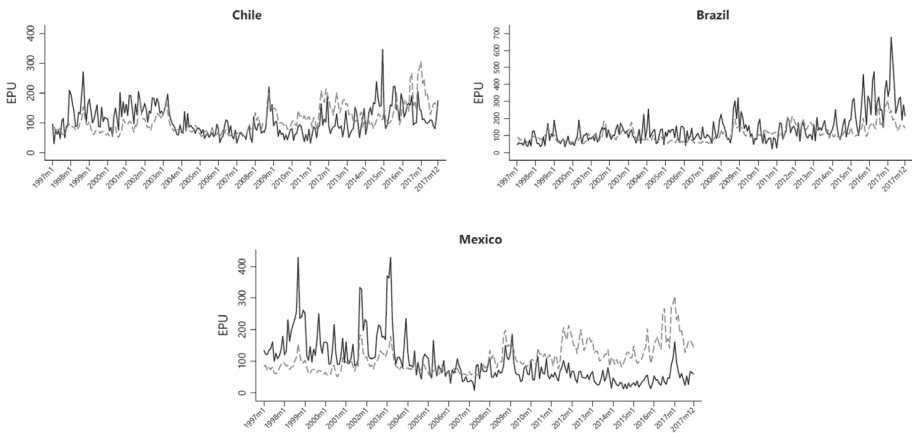 Chile
EPU
400
300
200
100
0
1997m1
1998m1
1999m1
2000m1
2001m1
2002m1
2003m1
2004m1
2005m1
2006m1
2007m1
2008m1
2009m1
2010m1
2011m1
2012m1
2013m1
2014m1
2015m1
2016m1
2017m1
2017m12
Brazil
EPU
700
600
500
400
300
200
100
0
1997m1
1998m1
1999m1
2000m1
2001m1
2002m1
2003m1
2004m1
2005m1
2006m1
2007m1
2008m1
2009m1
2010m1
2011m1
2012m1
2013m1
2014m1
2015m1
2016m1
2017m1
2017m12
Mexico
EPU
400
300
200
100
0
1997m1
1998m1
1999m1
2000m1
2001m1
2002m1
2003m1
2004m1
2005m1
2006m1
2007m1
2008m1
2009m1
2010m1
2011m1
2012m1
2013m1
2014m1
2015m1
2016m1
2017m1
2017m12